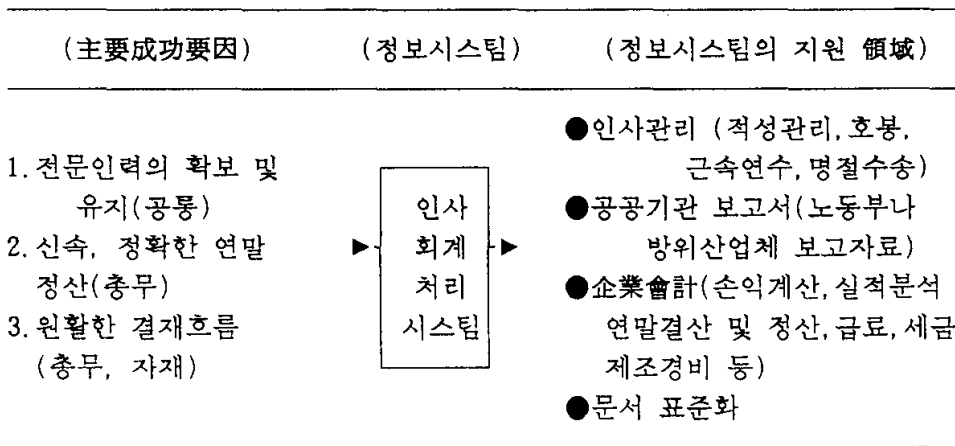 (主要成功要因) (정보시스팀) (정보시스팀의 지원 領域)
1. 전문인력의 확보 및
유지(공통)
2. 신속, 정확한 연말
정산(총무)
3. 원활한 결재흐름
(총무, 자재)
▶ 인사
회계 ▶
처리
시스팀
●인사관리 (적성관리, 호봉,
근속연수, 명절수송)
●공공기관 보고서(노동부나
방위산업체 보고자료)
●企業會計(손익계산, 실적분석
연말결산 및 정산, 급료, 세금
제조경비 등)
●문서 표준화